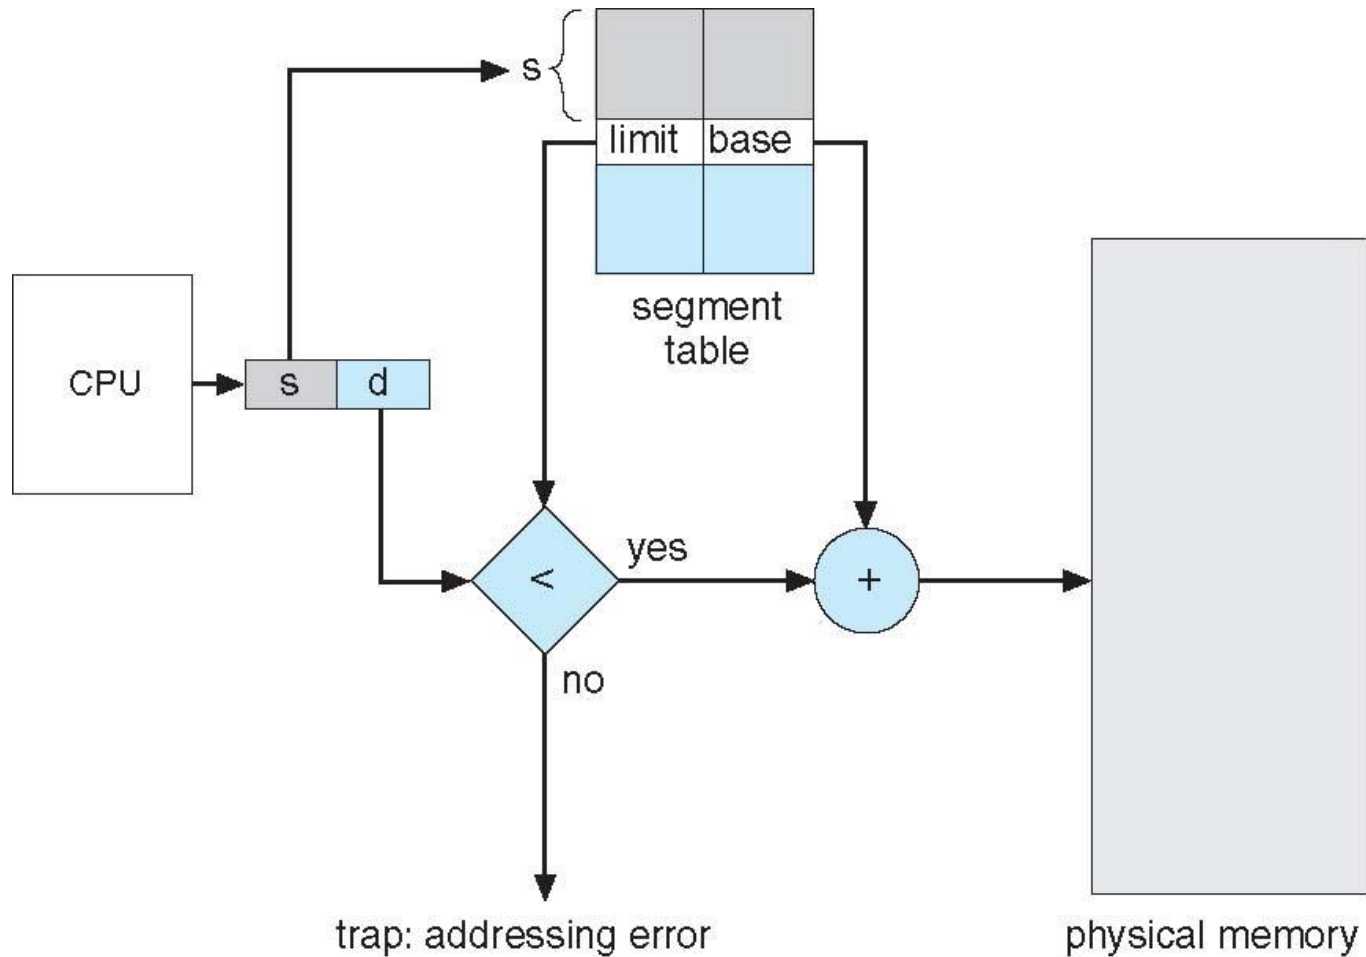 s
limit base
segment
table
CPU
s d
yes
<
+
no
trap: addressing error
physical memory